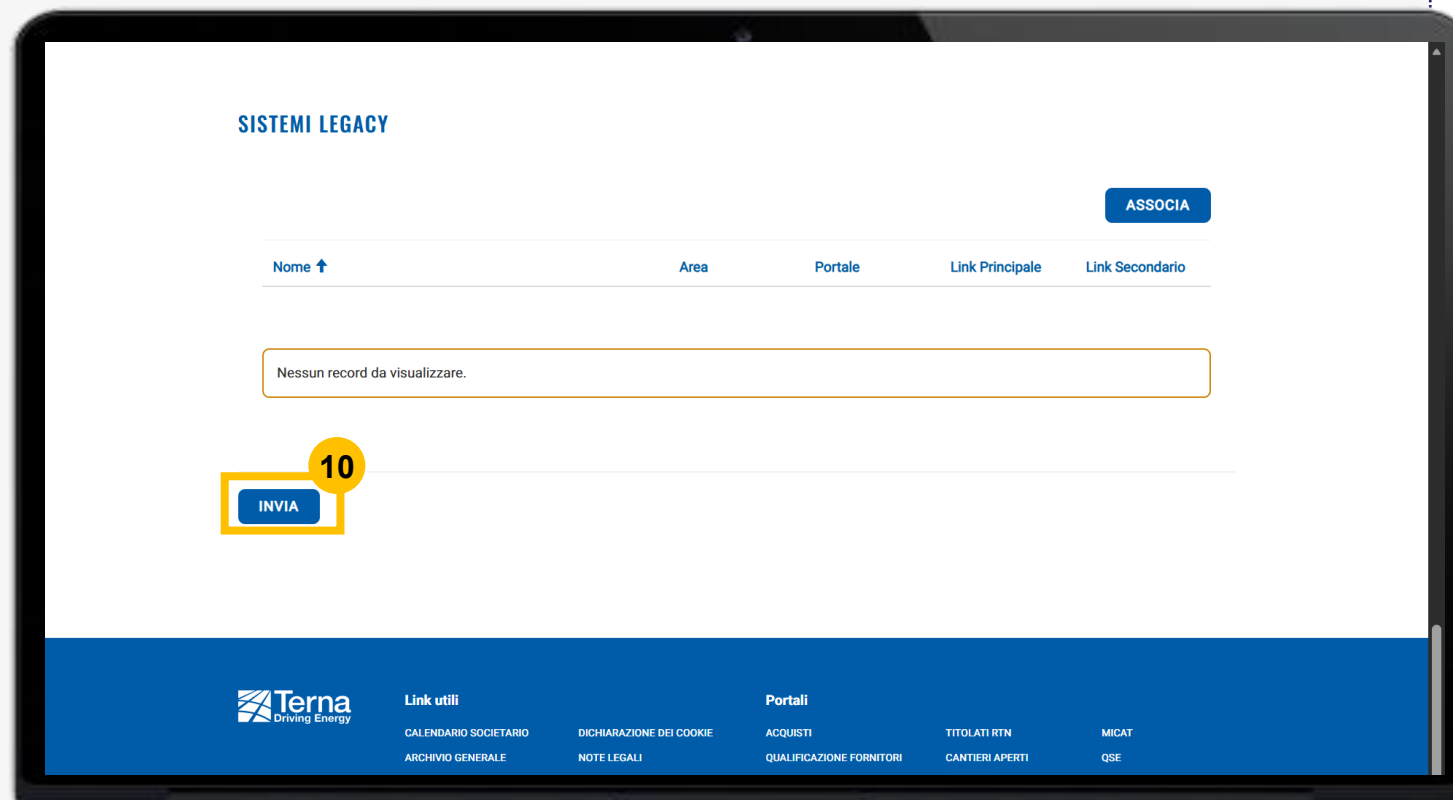 SISTEMI LEGACY
ASSOCIA
Nome Area Portale Link Principale Link Secondario
Nessun record da visualizzare.
10
INVIA
Terna
Driving Energy
Link utili Portali
CALENDARIO SOCIETARIO DICHIARAZIONE DEI COOKIE ACQUISTI TITOLATI RTN MICAT
ARCHIVIO GENERALE NOTE LEGALI QUALIFICAZIONE FORNITORI CANTIERI APERTI QSE